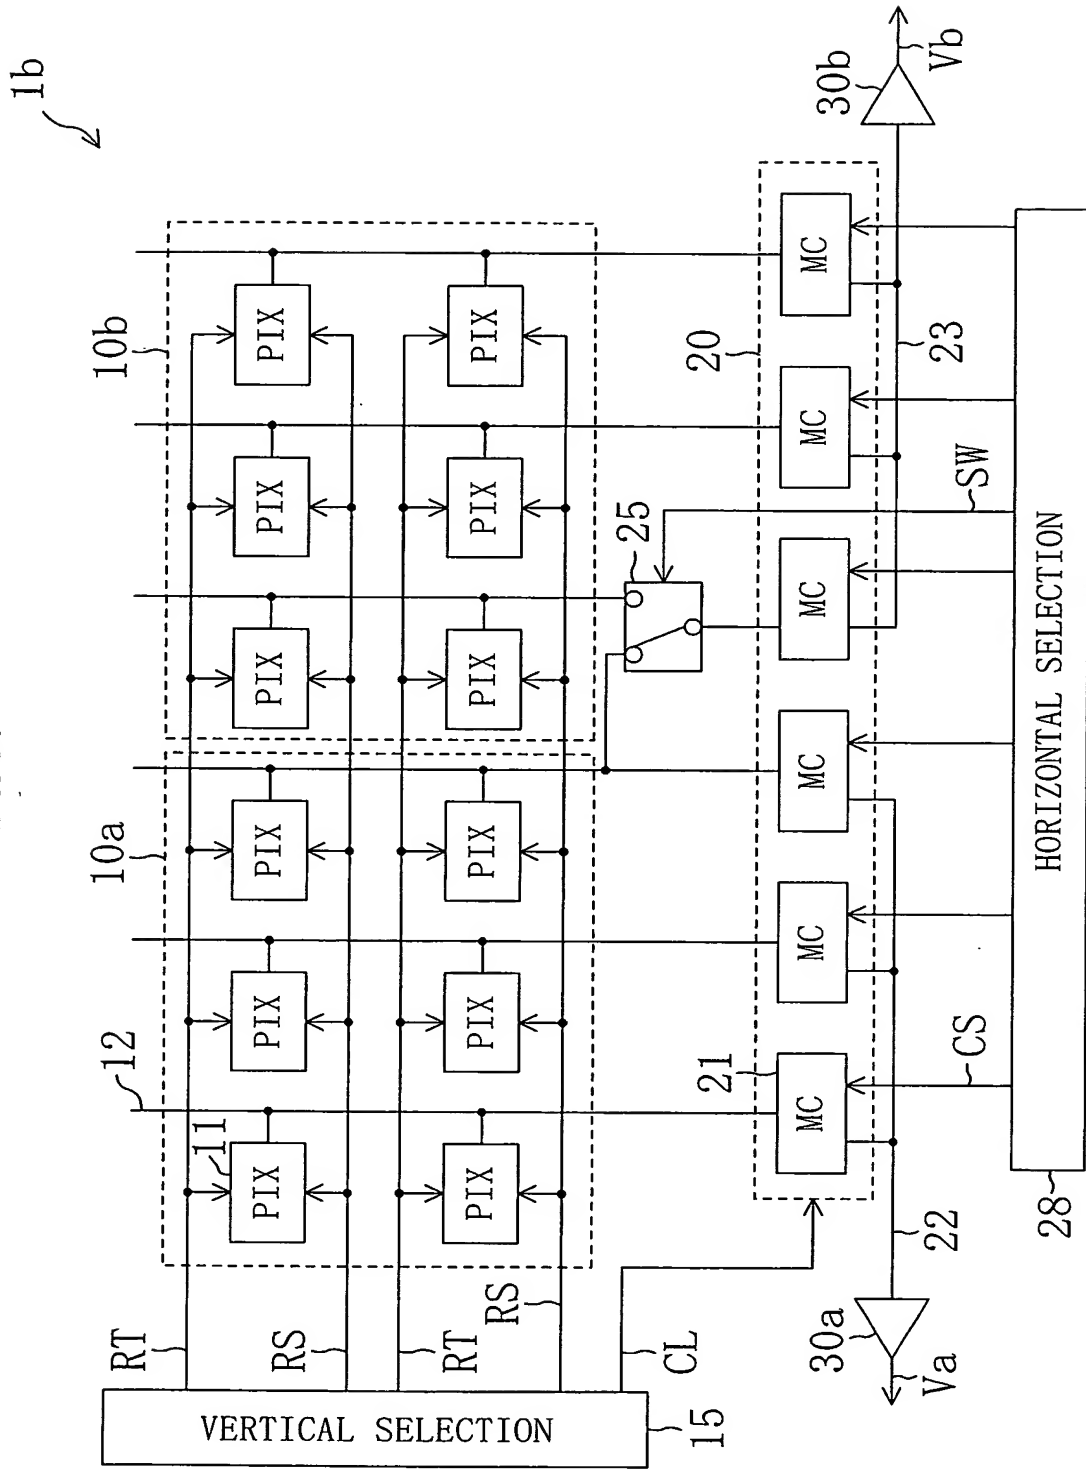 1b
10a
10b
12
11
PIX
PIX
PIX
PIX
PIX
PIX
RT
RS
PIX
PIX
PIX
PIX
PIX
PIX
RT
RS
VERTICAL SELECTION
15
CL
25
20
21
MC
MC
MC
MC
MC
MC
30a
Va
22
CS
SW
23
30b
Vb
28
HORIZONTAL SELECTION